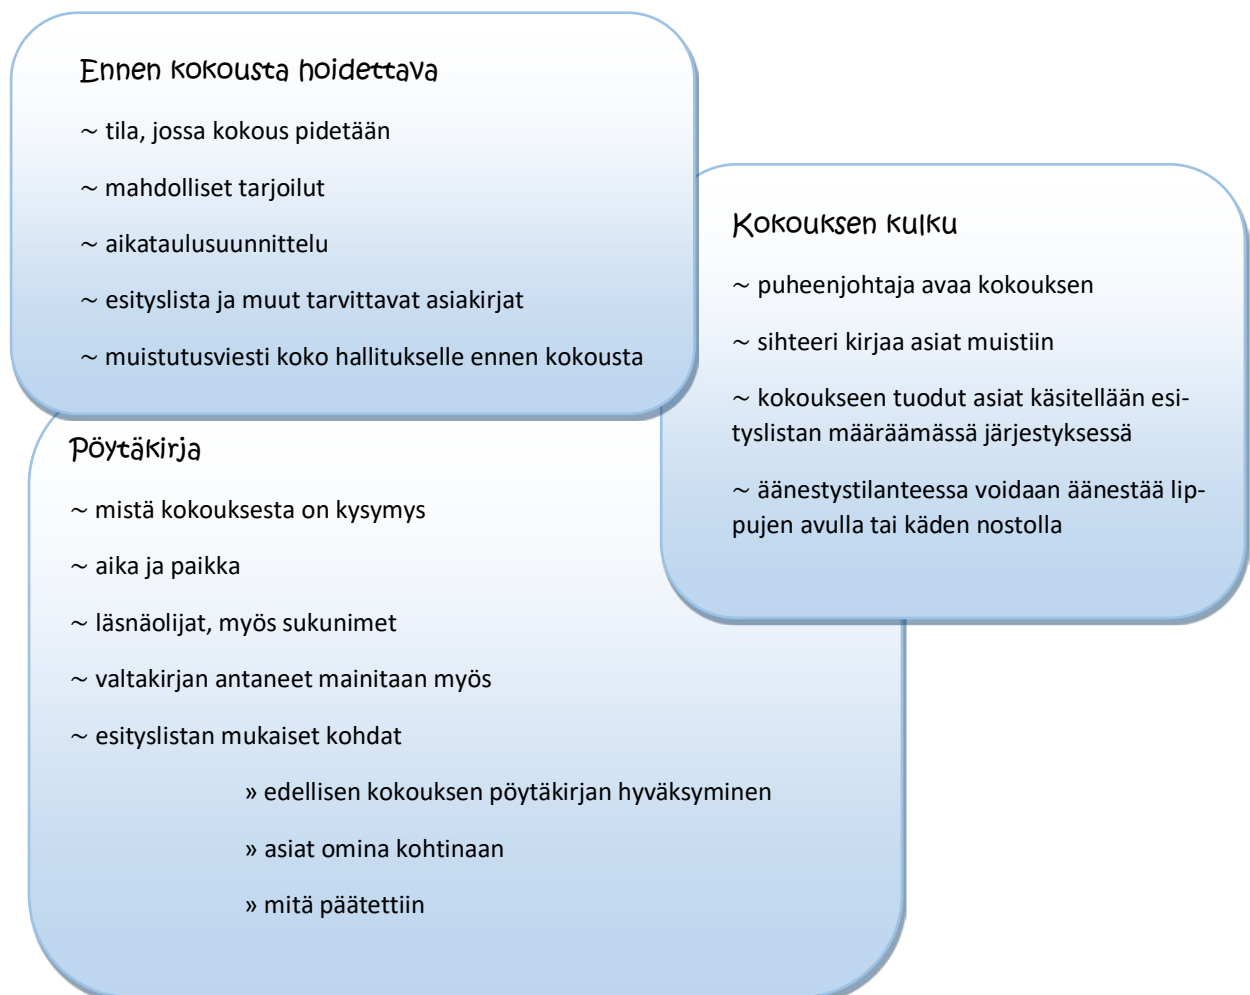 Ennen kokousta hoidettava
~ tila, jossa kokous pidetään
~ mahdolliset tarjoilut
~ aikataulusuunnittelu
~ esityslista ja muut tarvittavat asiakirjat
~ muistutusviesti koko hallitukselle ennen kokousta
Kokouksen kulku
~ puheenjohtaja avaa kokouksen
~ sihteeri kirjaa asiat muistiin
~ kokoukseen tuodut asiat käsitellään esi-
tyslistan määräämässä järjestyksessä
~ äänestystilanteessa voidaan äänestää lip-
pujen avulla tai käden nostolla
Pöytäkirja
~ mistä kokouksesta on kysymys
~ aika ja paikka
~ läsnäolijat, myös sukunimet
~ valtakirjan antaneet mainitaan myös
~ esityslistan mukaiset kohdat
» edellisen kokouksen pöytäkirjan hyväksyminen
» asiat omina kohtinaan
» mitä päätettiin